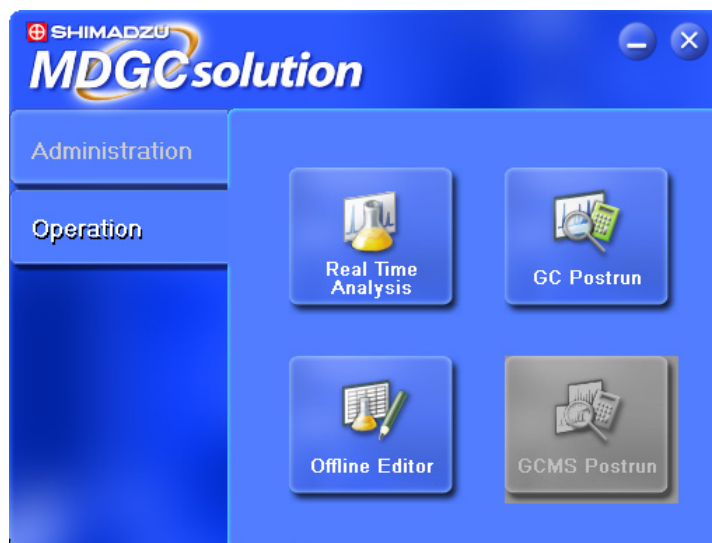 SHIMADZU
MDGCsolution
Administration
Operation
Real Time
Analysis
GC Postrun
Offline Editor
GCMS Postrun